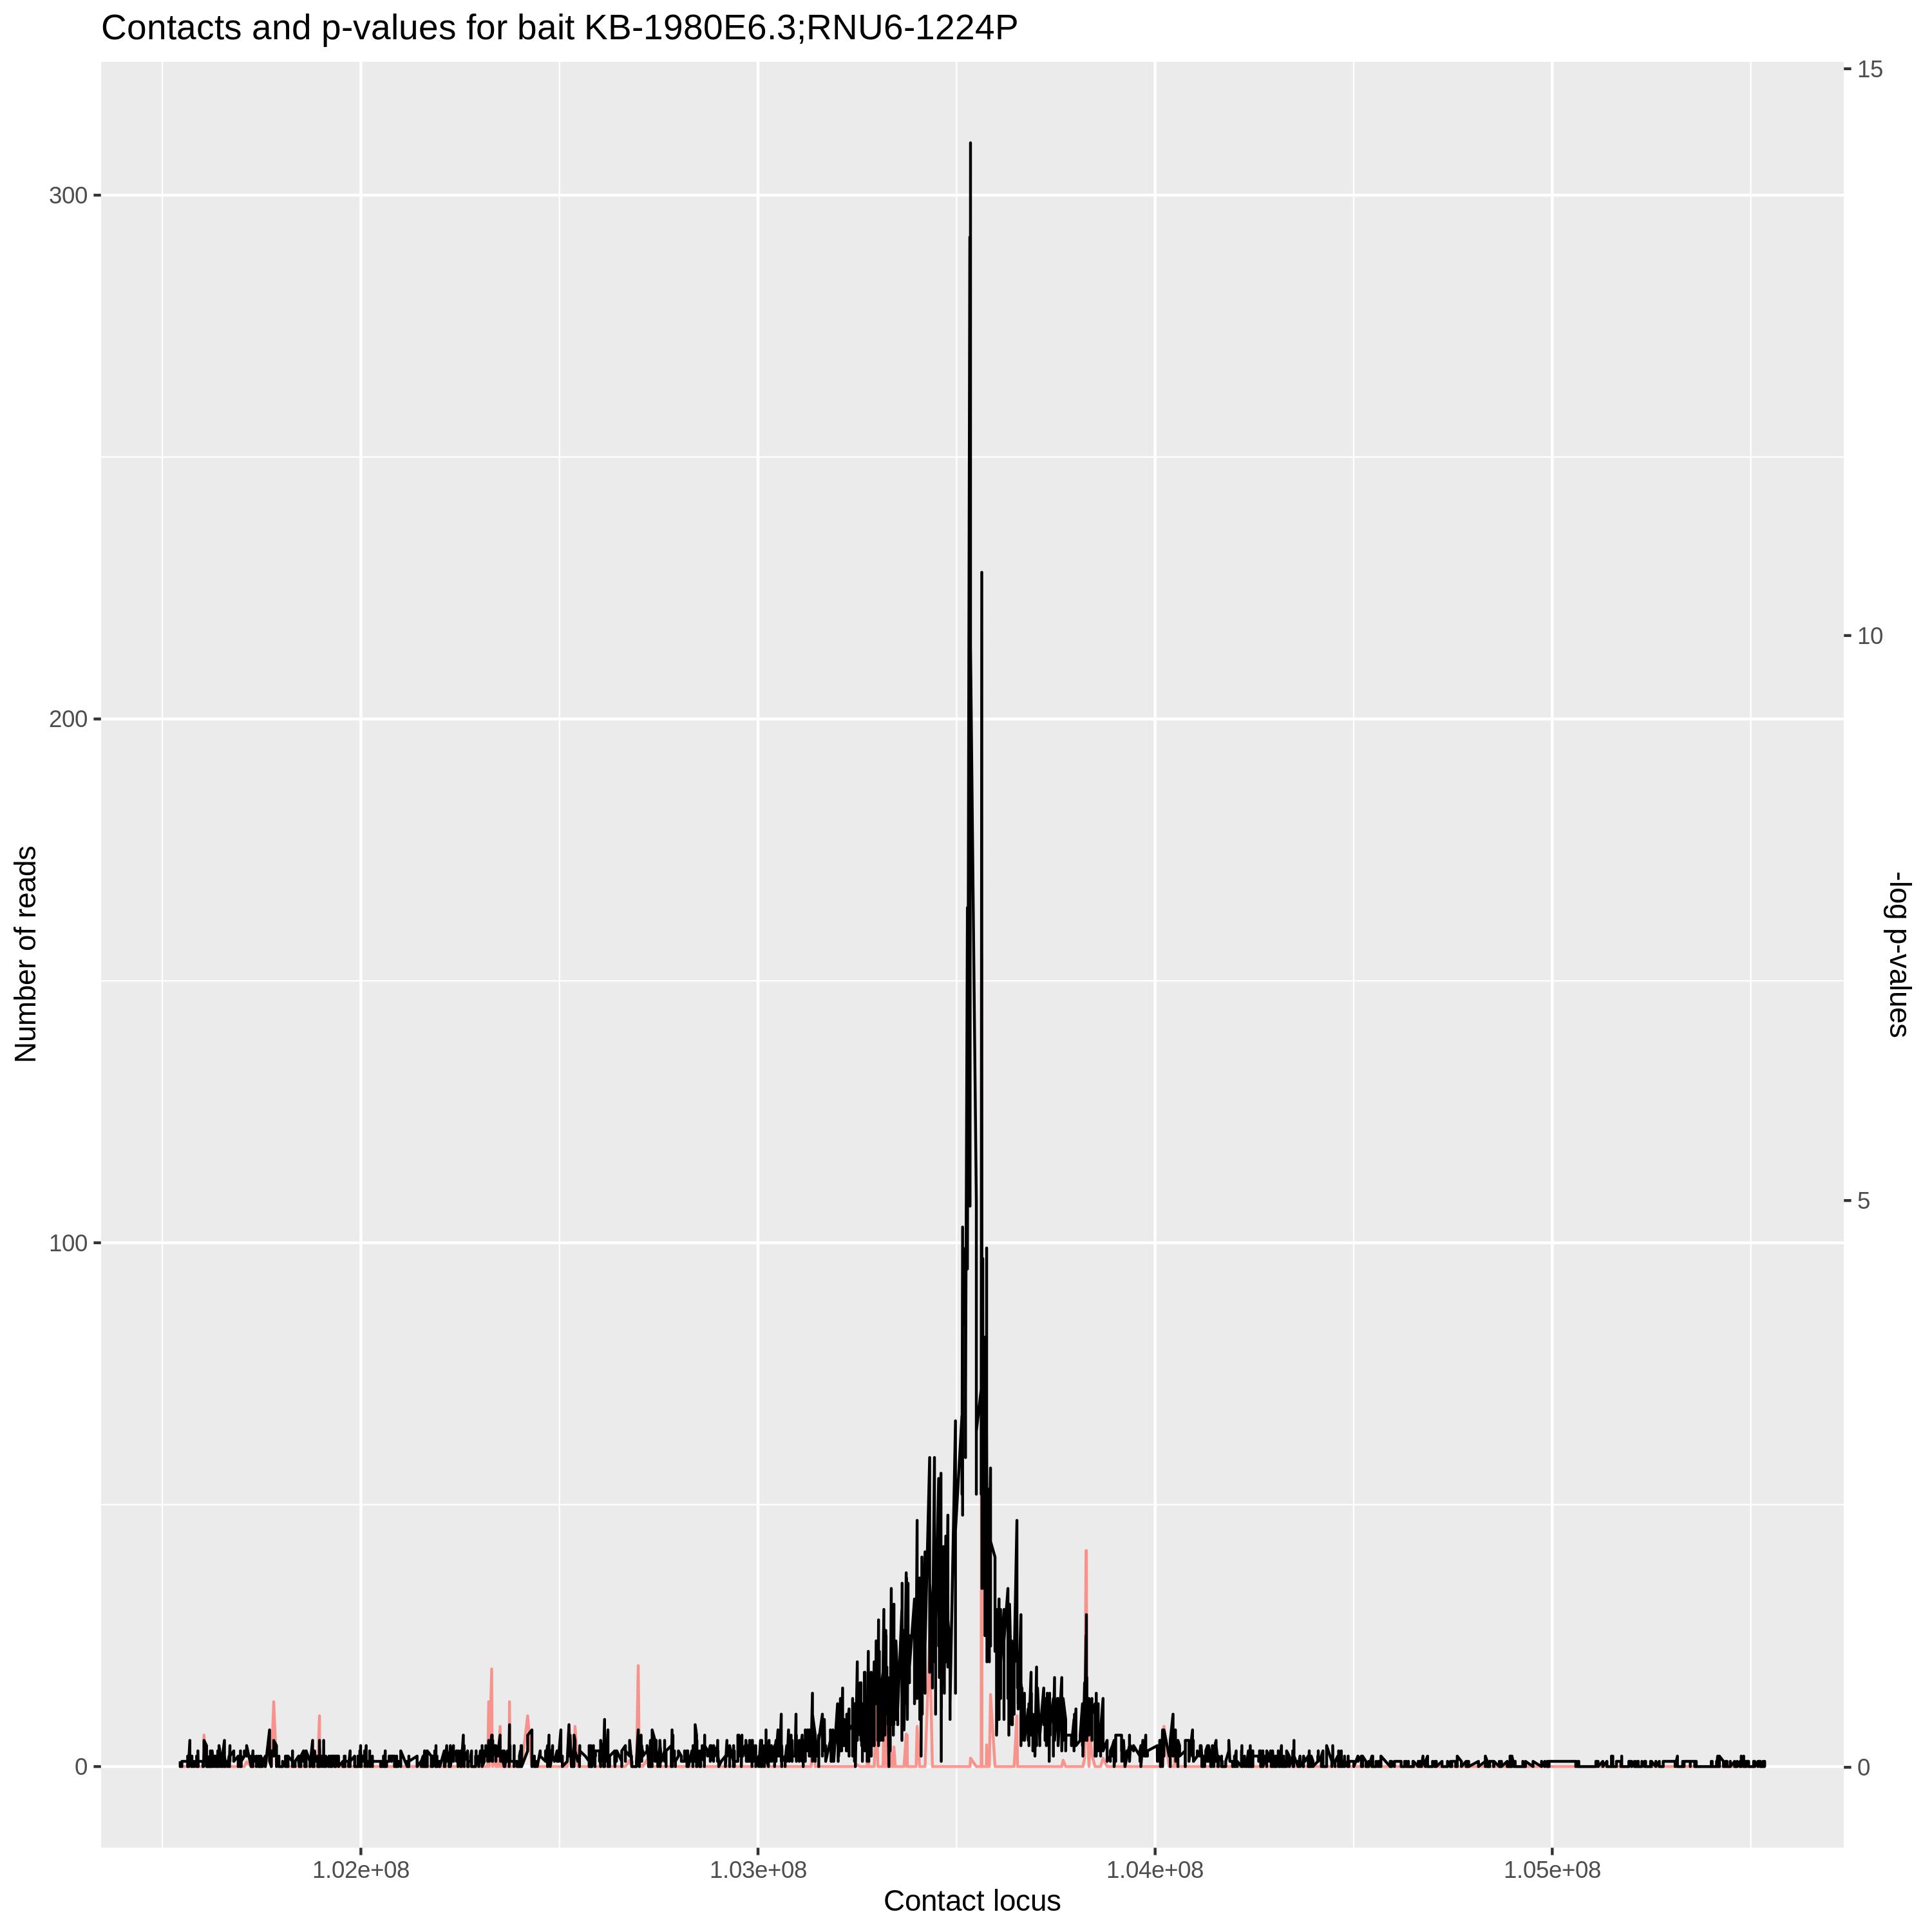 Contacts and p-values for bait KB-1980E6.3;RNU6-1224P
15
300
10
200
Number of reads
-log p-values
5
100
0
0
1.02e+08
1.03e+08
1.04e+08
1.05e+08
Contact locus